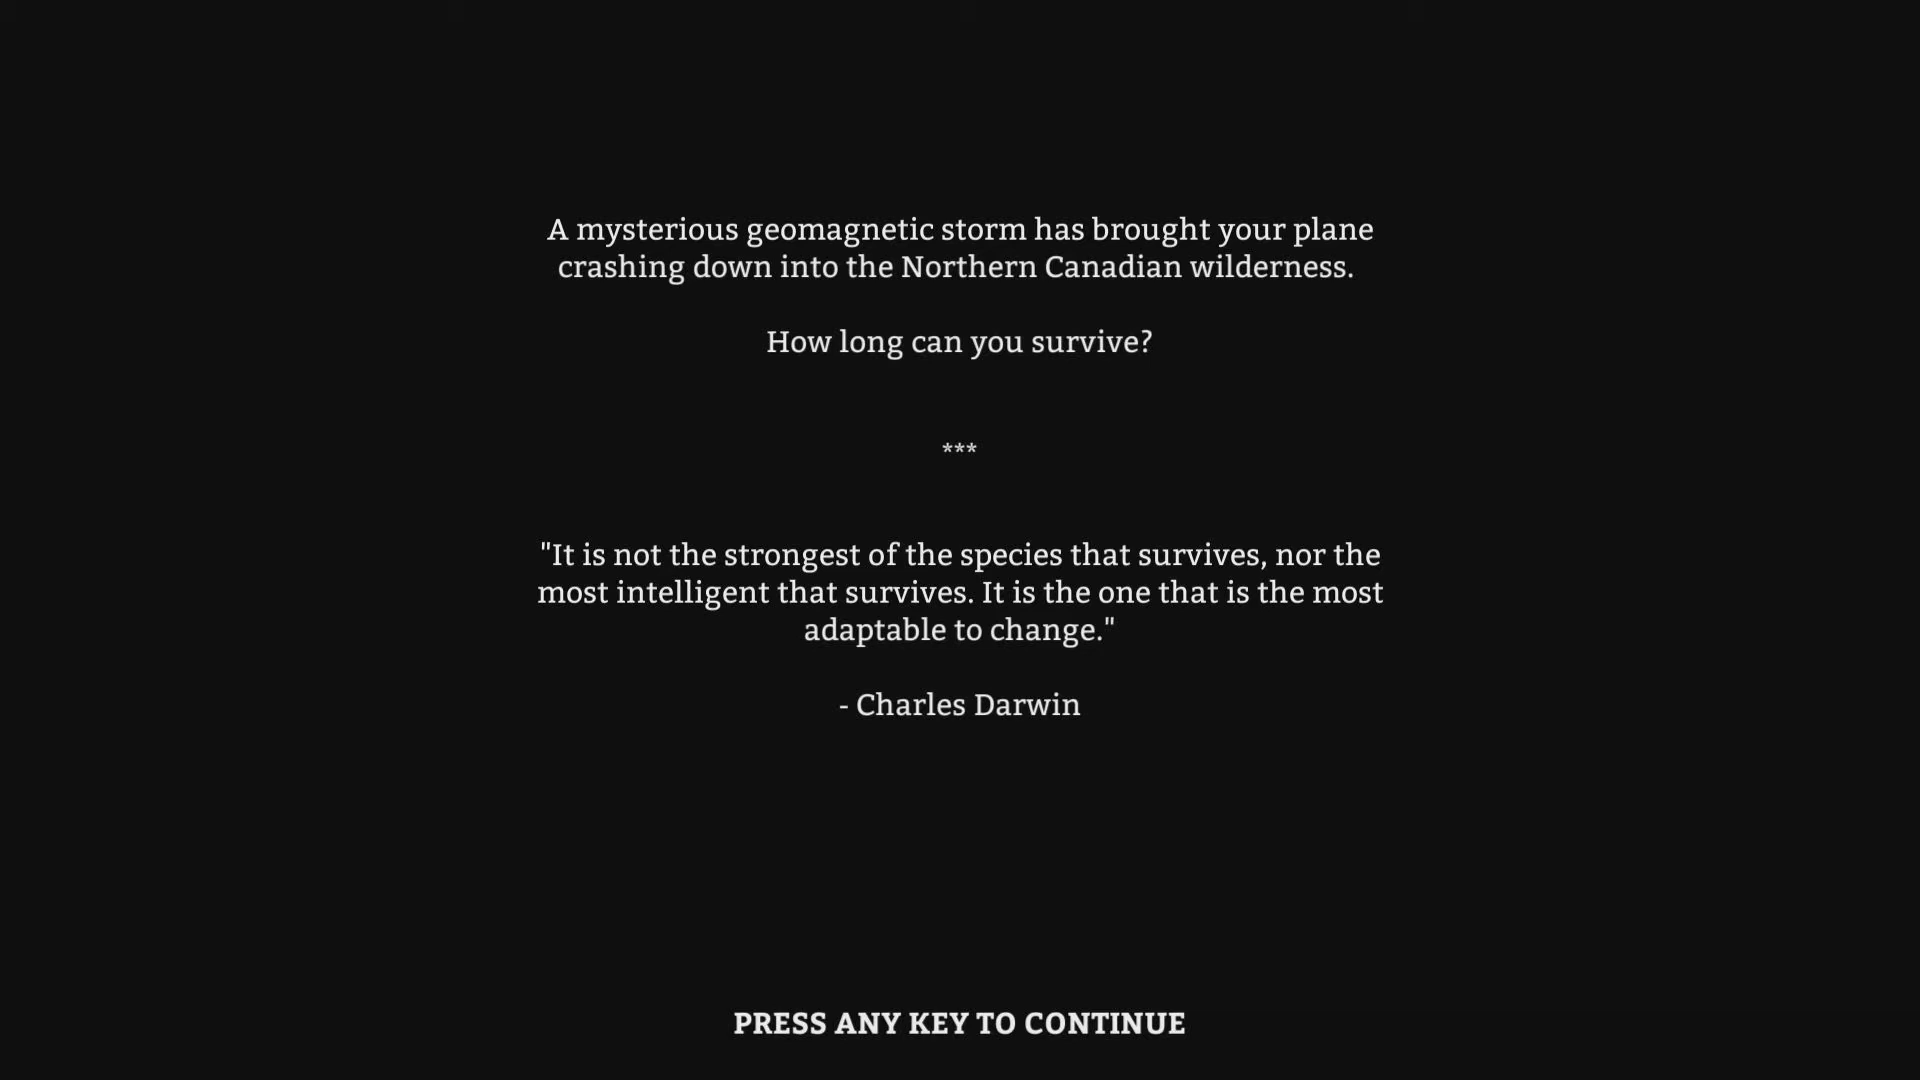 A mysterious geomagnetic storm has brought your plane
crashing down into the Northern Canadian wilderness.
How long can you survive?
***
"It is not the strongest of the species that survives, nor the
most intelligent that survives. It is the one that is the most
adaptable to change."
- Charles Darwin
PRESS ANY KEY TO CONTINUE